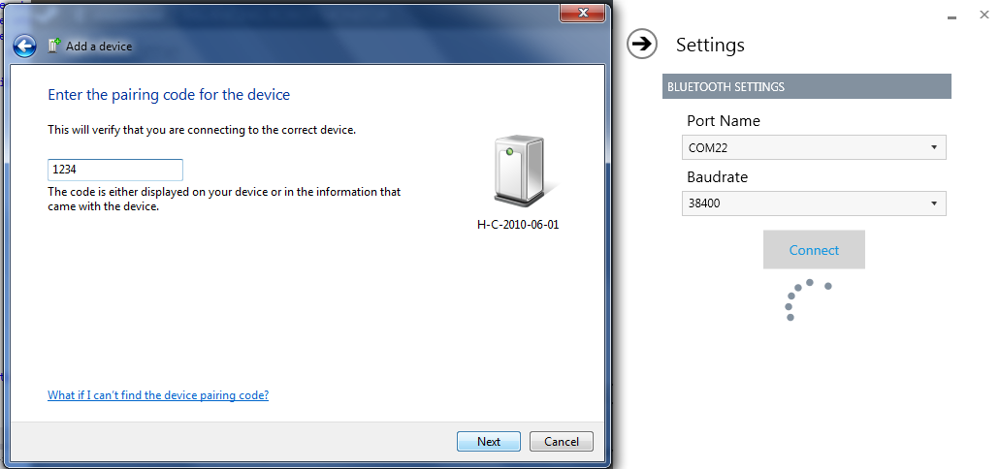 Add a device
Enter the pairing code for the device
This will verify that you are connecting to the correct device.
1234
The code is either displayed on your device or in the information that
came with the device.
H-C-2010-06-01
What if I can't find the device pairing code?
Next
Cancel
Settings
BLUETOOTH SETTINGS
Port Name
COM22
Baudrate
38400
Connect